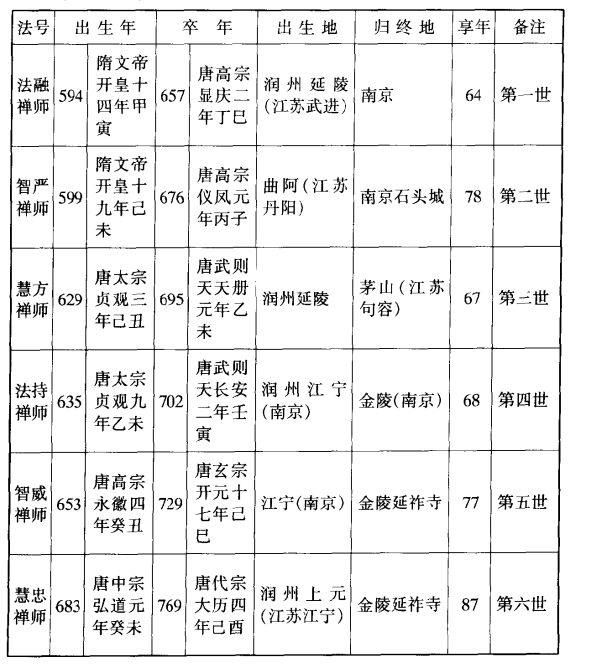 法号 出生年 卒年 出生地 归终地 享年 备注
法融禅师 594 隋文帝开皇十四年甲寅 657 唐高宗显庆二年丁巳 润州延陵(江苏武进) 南京 64 第一世
智严禅师 599 隋文帝开皇十九年己未 676 唐高宗仪凤元年丙子 曲阿(江苏丹阳) 南京石头城 78 第二世
慧方禅师 629 唐太宗贞观三年己丑 695 唐武则天天册元年乙未 润州延陵 茅山(江苏句容) 67 第三世
法持禅师 635 唐太宗贞观九年乙未 702 唐武则天长安二年壬寅 润州江宁(南京) 金陵(南京) 68 第四世
智威禅师 653 唐高宗永徽四年癸丑 729 唐玄宗开元十七年己巳 江宁(南京) 金陵延祚寺 77 第五世
慧忠禅师 683 唐中宗弘道元年癸未 769 唐代宗大历四年己酉 润州上元(江苏江宁) 金陵延祚寺 87 第六世